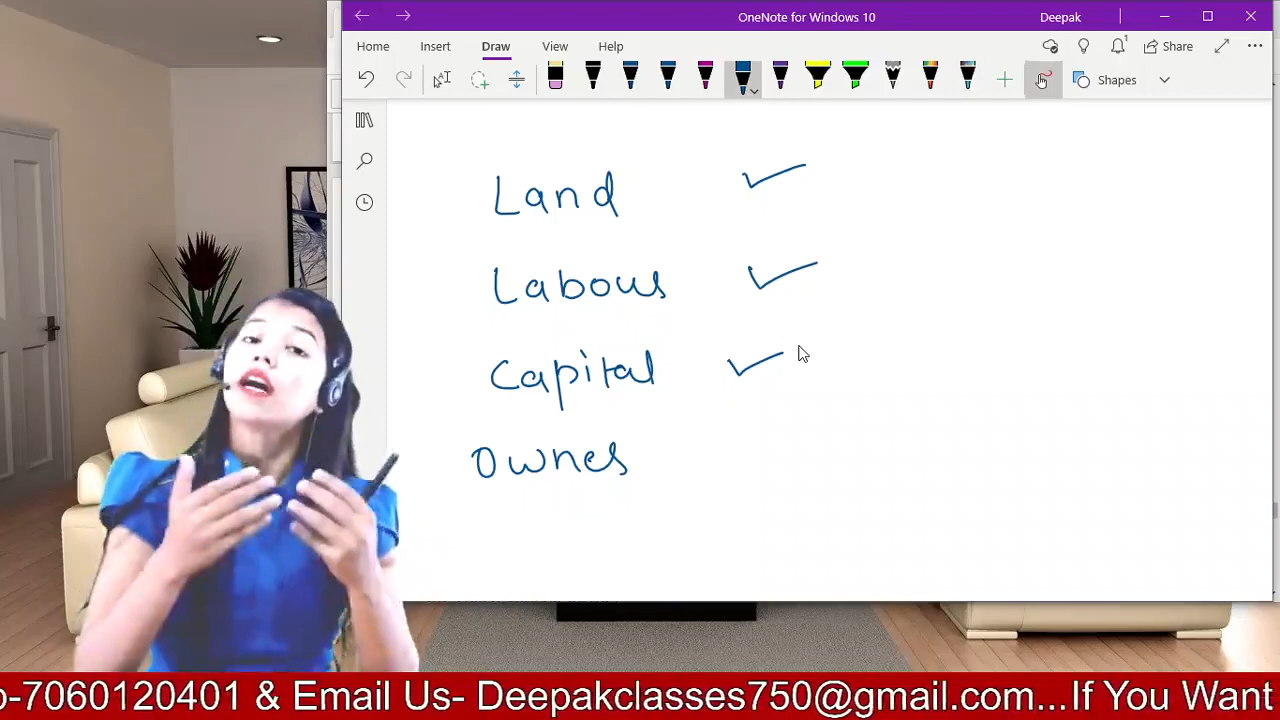 OneNote for Windows 10 Deepak
Home Insert Draw View Help Share
Shapes
Land
Labour
Capital
Owner
o-7060120401 & Email Us- Deepakclasses750@gmail.com...If You Want